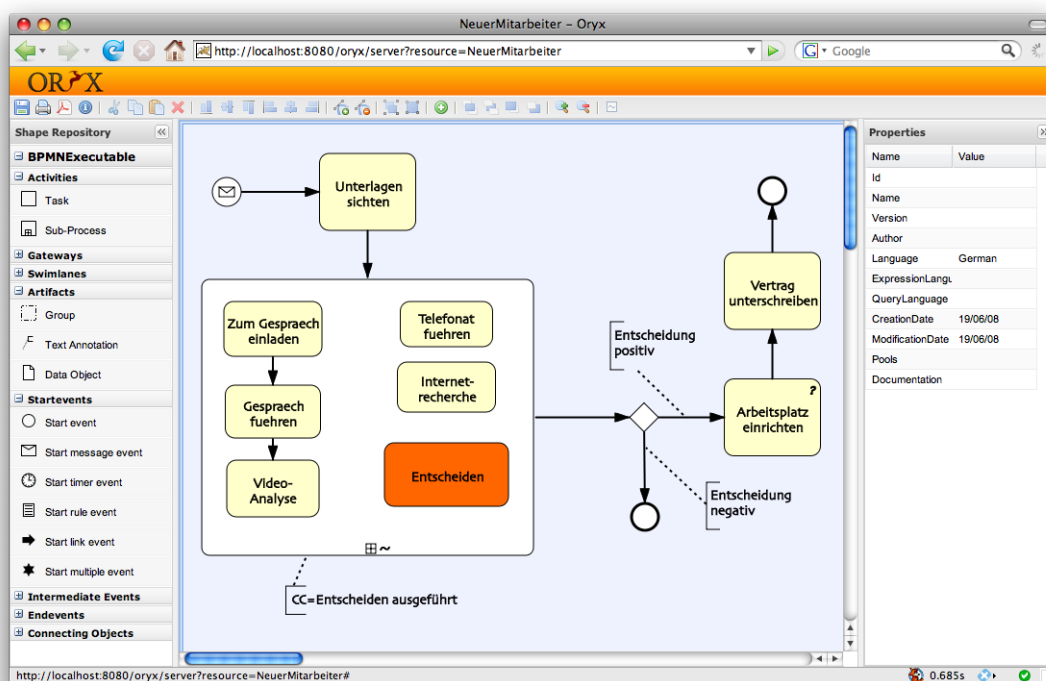 NeuerMitarbeiter – Oryx
http://localhost:8080/oryx/server?resource=NeuerMitarbeiter
G
Google
ORYX
Shape Repository
BPMNExecutable
Activities
Task
Sub-Process
Gateways
Swimlanes
Artifacts
Group
Text Annotation
Data Object
Startevents
Start event
Start message event
Start timer event
Start rule event
Start link event
Start multiple event
Intermediate Events
Endevents
Connecting Objects
Unterlagen
sichten
Zum Gespraech
einladen
Gespraech
fuehren
Video-
Analyse
Telefonat
fuehren
Internet-
recherche
Entscheiden
~
CC=Entscheiden ausgeführt
Entscheidung
positiv
Entscheidung
negativ
Vertrag
unterschreiben
?
Arbeitsplatz
einrichten
Properties
Name Value
Id
Name
Version
Author
Language German
ExpressionLangu
QueryLanguage
CreationDate 19/06/08
ModificationDate 19/06/08
Pools
Documentation
http://localhost:8080/oryx/server?resource=NeuerMitarbeiter#
0.685s